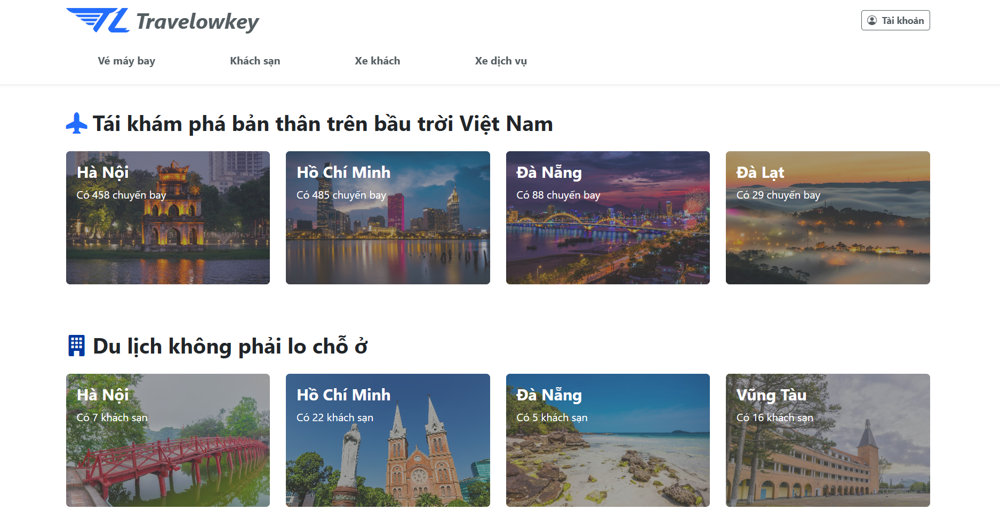 TL Travelowkey
Tài khoản
Vé máy bay
Khách sạn
Xe khách
Xe dịch vụ
Tái khám phá bản thân trên bầu trời Việt Nam
Hà Nội
Có 458 chuyến bay
Hồ Chí Minh
Có 485 chuyến bay
Đà Nẵng
Có 88 chuyến bay
Đà Lạt
Có 29 chuyến bay
Du lịch không phải lo chỗ ở
Hà Nội
Có 7 khách sạn
Hồ Chí Minh
Có 22 khách sạn
Đà Nẵng
Có 5 khách sạn
Vũng Tàu
Có 16 khách sạn